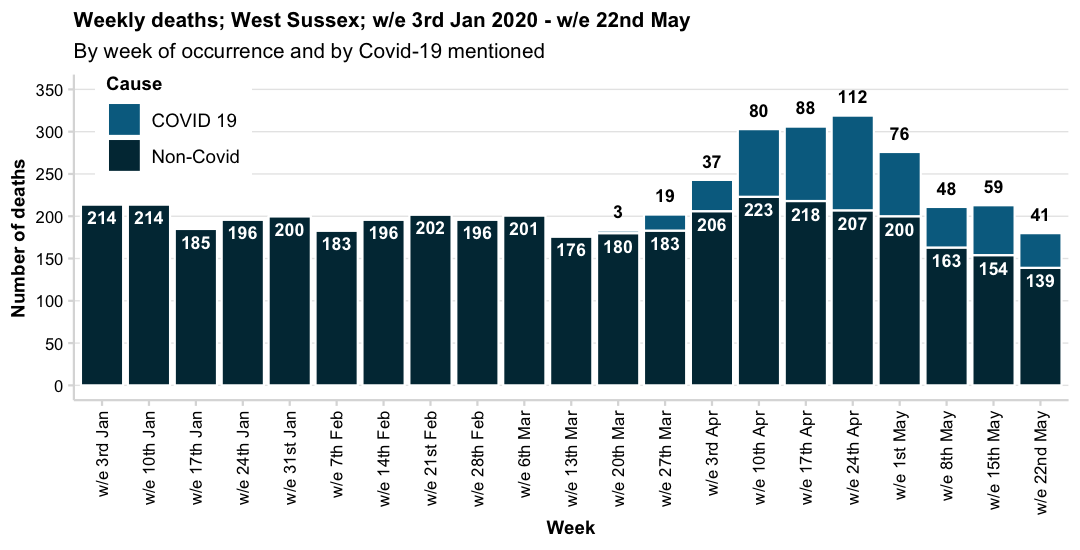 Weekly deaths; West Sussex; w/e 3rd Jan 2020 - w/e 22nd May
By week of occurrence and by Covid-19 mentioned
Cause
COVID 19
Non-Covid
Number of deaths
350
300
250
200
150
100
50
0
3
19
37
80
88
112
76
48
59
41
214
214
185
196
200
183
196
202
196
201
176
180
183
206
223
218
207
200
163
154
139
w/e 3rd Jan
w/e 10th Jan
w/e 17th Jan
w/e 24th Jan
w/e 31st Jan
w/e 7th Feb
w/e 14th Feb
w/e 21st Feb
w/e 28th Feb
w/e 6th Mar
w/e 13th Mar
w/e 20th Mar
w/e 27th Mar
w/e 3rd Apr
w/e 10th Apr
w/e 17th Apr
w/e 24th Apr
w/e 1st May
w/e 8th May
w/e 15th May
w/e 22nd May
Week